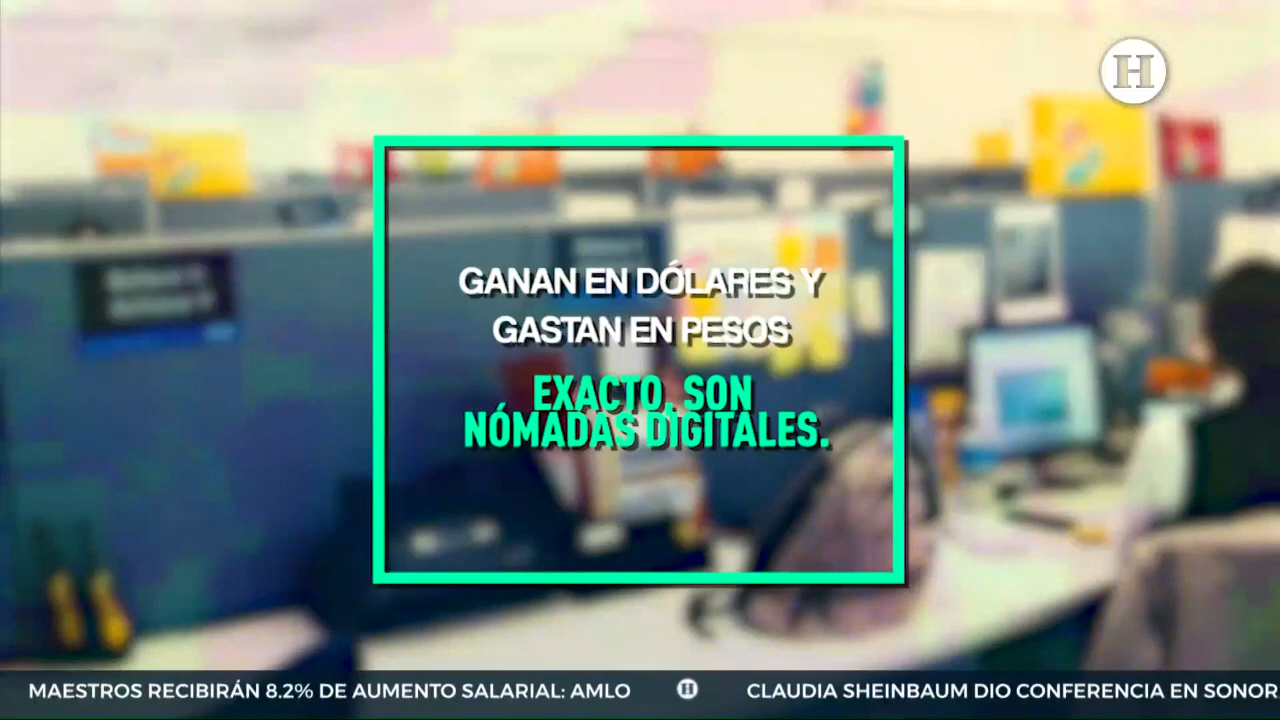 H
GANAN EN DÓLARES Y
GASTAN EN PESOS
EXACTO, SON
NÓMADAS DIGITALES.
MAESTROS RECIBIRÁN 8.2% DE AUMENTO SALARIAL: AMLO H CLAUDIA SHEINBAUM DIO CONFERENCIA EN SONOR